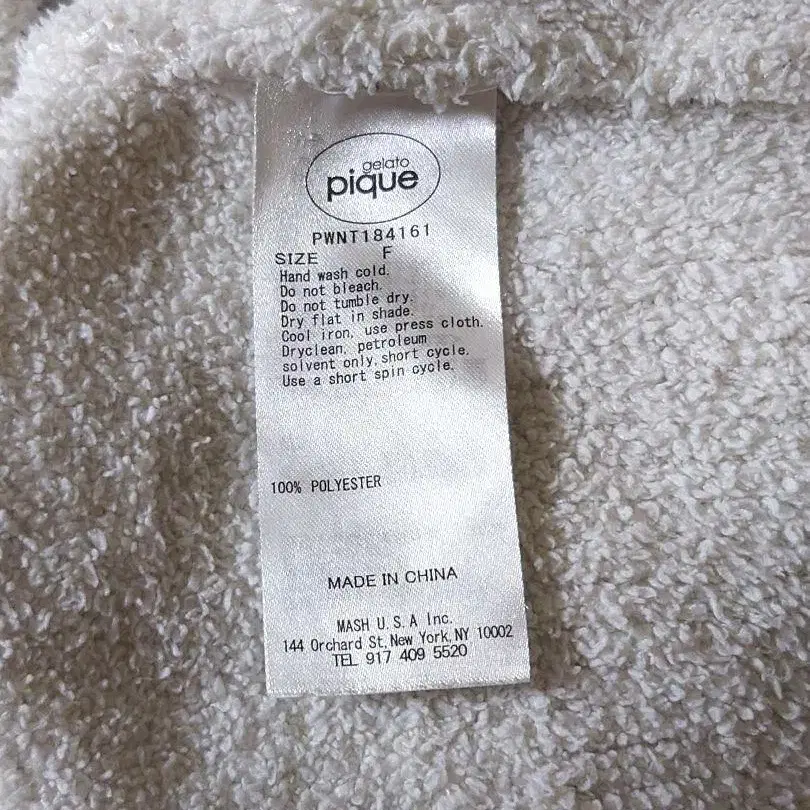 gelato
pique
PWNT184161
SIZE F
Hand wash cold.
Do not bleach.
Do not tumble dry.
Dry flat in shade.
Cool iron, use press cloth.
Dryclean, petroleum
solvent only, short cycle.
Use a short spin cycle.
100% POLYESTER
MADE IN CHINA
MASH U.S.A Inc.
144 Orchard St, New York, NY 10002
TEL 917 409 5520